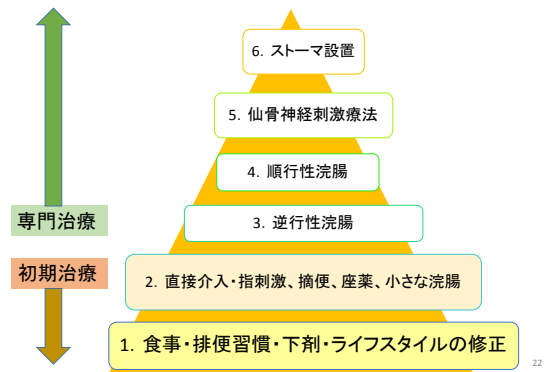 6. ストーマ設置
5. 仙骨神経刺激療法
4. 順行性浣腸
専門治療
3. 逆行性浣腸
初期治療
2. 直接介入・指刺激、摘便、座薬、小さな浣腸
1. 食事・排便習慣・下剤・ライフスタイルの修正
22